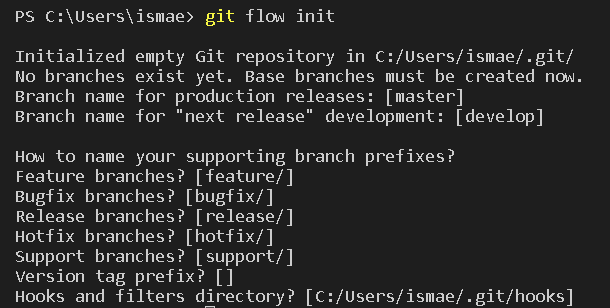 PS C:\Users\ismae> git flow init
Initialized empty Git repository in C:/Users/ismae/.git/
No branches exist yet. Base branches must be created now.
Branch name for production releases: [master]
Branch name for "next release" development: [develop]
How to name your supporting branch prefixes?
Feature branches? [feature/]
Bugfix branches? [bugfix/]
Release branches? [release/]
Hotfix branches? [hotfix/]
Support branches? [support/]
Version tag prefix? []
Hooks and filters directory? [C:/Users/ismae/.git/hooks]